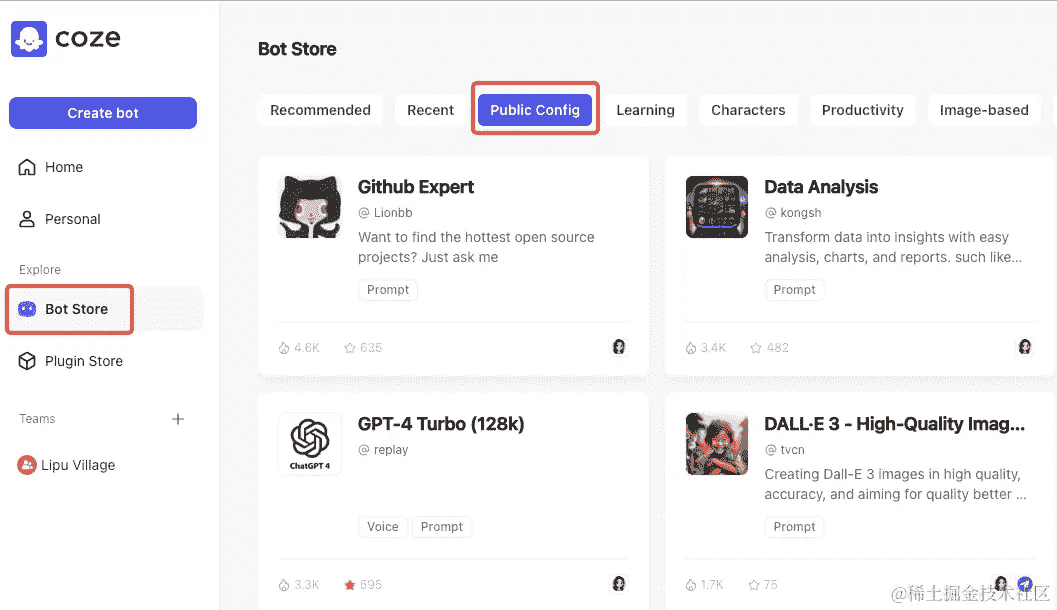 coze
Create bot
Home
Personal
Explore
Bot Store
Plugin Store
Teams
Lipu Village
Bot Store
Recommended
Recent
Public Config
Learning
Characters
Productivity
Image-based
Github Expert
@ Lionbb
Want to find the hottest open source
projects? Just ask me
Prompt
4.6K
635
Data Analysis
@ kongsh
Transform data into insights with easy
analysis, charts, and reports. such like...
Prompt
3.4K
482
ChatGPT 4
GPT-4 Turbo (128k)
@ replay
Voice
Prompt
3.3K
595
DALL·E 3 - High-Quality Imag...
@ tvcn
Creating Dall-E 3 images in high quality,
accuracy, and aiming for quality better ...
Prompt
1.7K
75
@稀土掘金技术社区